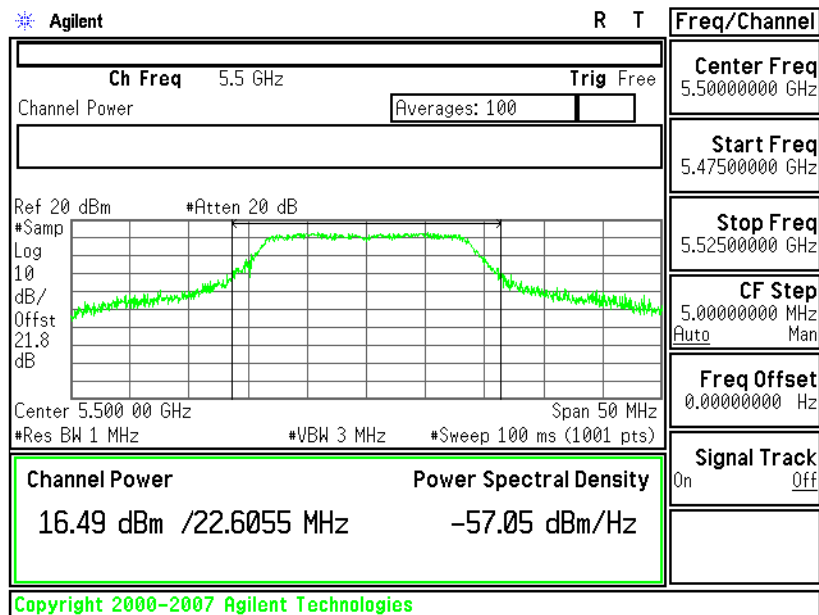 Agilent R T
Freq/Channel
Ch Freq 5.5 GHz Trig Free
Channel Power Averages: 100
Ref 20 dBm #Atten 20 dB
#Samp
Log
10
dB/
Offst
21.8
dB
Center 5.500 00 GHz Span 50 MHz
#Res BW 1 MHz #VBW 3 MHz #Sweep 100 ms (1001 pts)
Channel Power Power Spectral Density
16.49 dBm /22.6055 MHz -57.05 dBm/Hz
Copyright 2000-2007 Agilent Technologies
Center Freq
5.50000000 GHz
Start Freq
5.47500000 GHz
Stop Freq
5.52500000 GHz
CF Step
5.00000000 MHz
Auto Man
Freq Offset
0.00000000 Hz
Signal Track
On Off